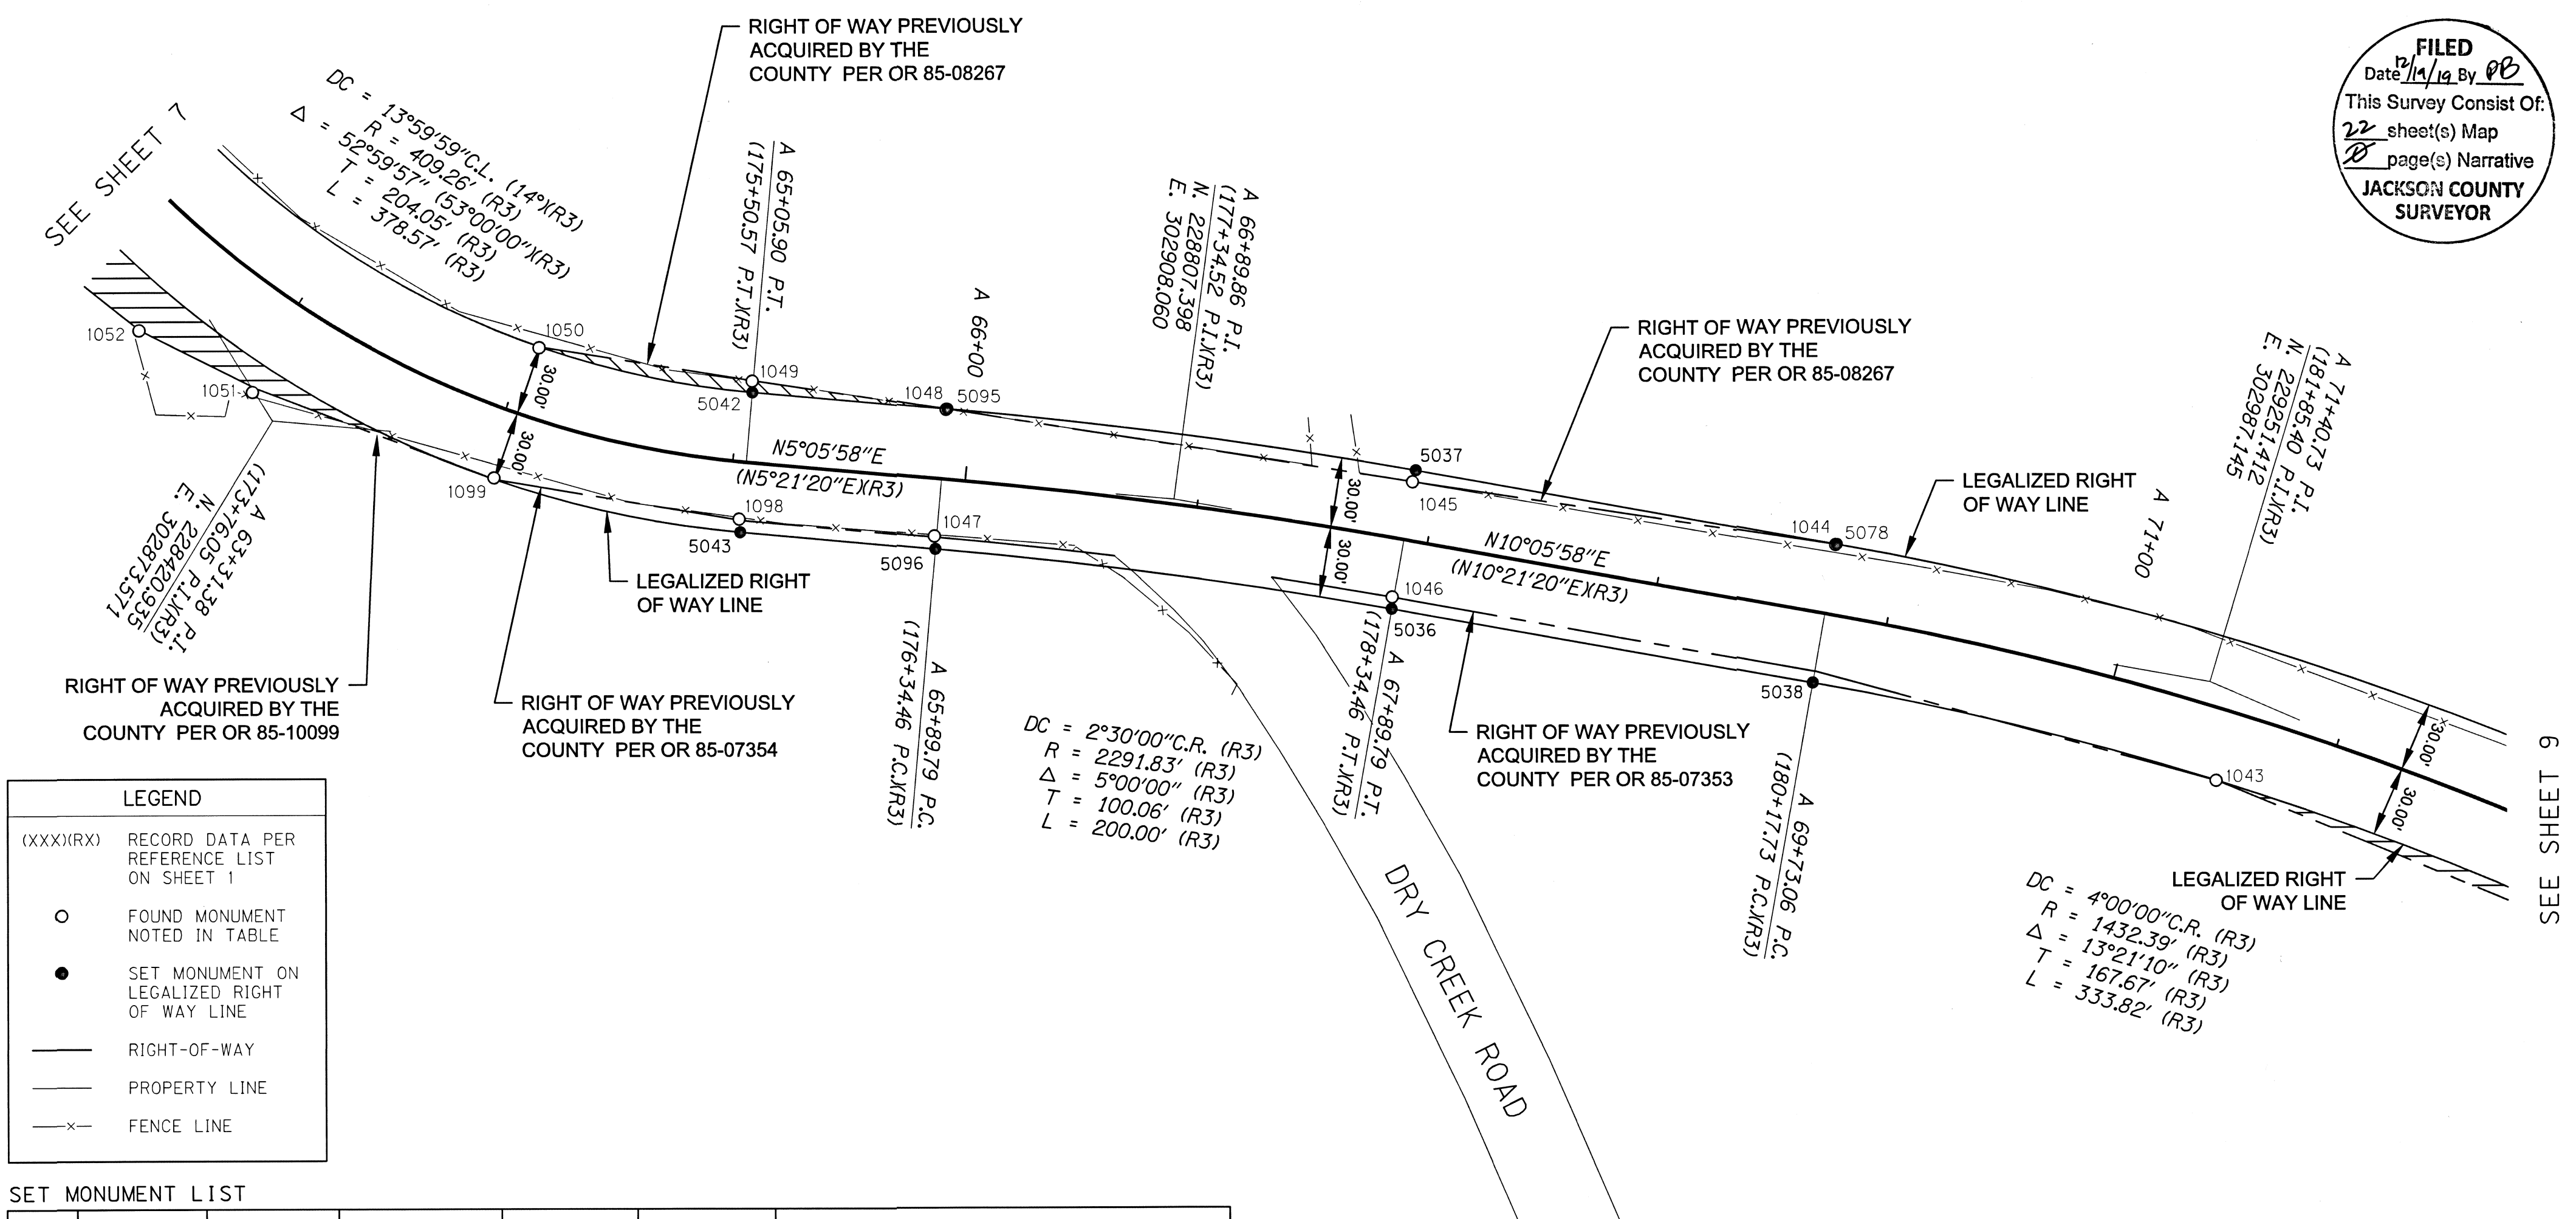 RIGHT OF WAY PREVIOUSLY
ACQUIRED BY THE
COUNTY PER OR 85-08267
FILED
Date 12/19/19 By PB
This Survey Consist Of:
22 sheet(s) Map
page(s) Narrative
JACKSON COUNTY
SURVEYOR
SEE SHEET 7
DC = 13°59'59"C.L. (14°)(R3)
R = 409.26' (R3)
Δ = 52°59'57" (53°00'00")(R3)
T = 204.05' (R3)
L = 378.57' (R3)
A 65+05.90 P.T.
(175+50.57 P.T.)(R3)
A 66+00
A 66+89.86 P.I.
(177+34.52 P.I.)(R3)
N. 228807.398
E. 302908.060
RIGHT OF WAY PREVIOUSLY
ACQUIRED BY THE
COUNTY PER OR 85-08267
A 71+40.73 P.I.
(181+85.40 P.I.)(R3)
N. 229251.412
E. 302987.145
1052
1051
1050
1049
5042
1048
5095
30.00'
30.00'
N5°05'58"E
(N5°21'20"E)(R3)
5037
1045
30.00'
30.00'
1044
5078
LEGALIZED RIGHT
OF WAY LINE
A 71+00
1099
1098
5043
1047
5096
N10°05'58"E
(N10°21'20"E)(R3)
1046
5036
5038
1043
30.00'
30.00'
A 63+31.38 P.I.
(173+76.05 P.I.)(R3)
N. 228420.935
E. 302873.571
LEGALIZED RIGHT
OF WAY LINE
RIGHT OF WAY PREVIOUSLY
ACQUIRED BY THE
COUNTY PER OR 85-10099
RIGHT OF WAY PREVIOUSLY
ACQUIRED BY THE
COUNTY PER OR 85-07354
A 65+89.79 P.C.
(176+34.46 P.C.)(R3)
DC = 2°30'00"C.R. (R3)
R = 2291.83' (R3)
Δ = 5°00'00" (R3)
T = 100.06' (R3)
L = 200.00' (R3)
A 67+89.79 P.T.
(178+34.46 P.T.)(R3)
RIGHT OF WAY PREVIOUSLY
ACQUIRED BY THE
COUNTY PER OR 85-07353
A 69+73.06 P.C.
(180+17.73 P.C.)(R3)
DC = 4°00'00"C.R. (R3)
R = 1432.39' (R3)
Δ = 13°21'10" (R3)
T = 167.67' (R3)
L = 333.82' (R3)
LEGALIZED RIGHT
OF WAY LINE
SEE SHEET 9
DRY CREEK ROAD
LEGEND
(XXX)(RX) RECORD DATA PER
REFERENCE LIST
ON SHEET 1
FOUND MONUMENT
NOTED IN TABLE
SET MONUMENT ON
LEGALIZED RIGHT
OF WAY LINE
RIGHT-OF-WAY
PROPERTY LINE
FENCE LINE
SET MONUMENT LIST